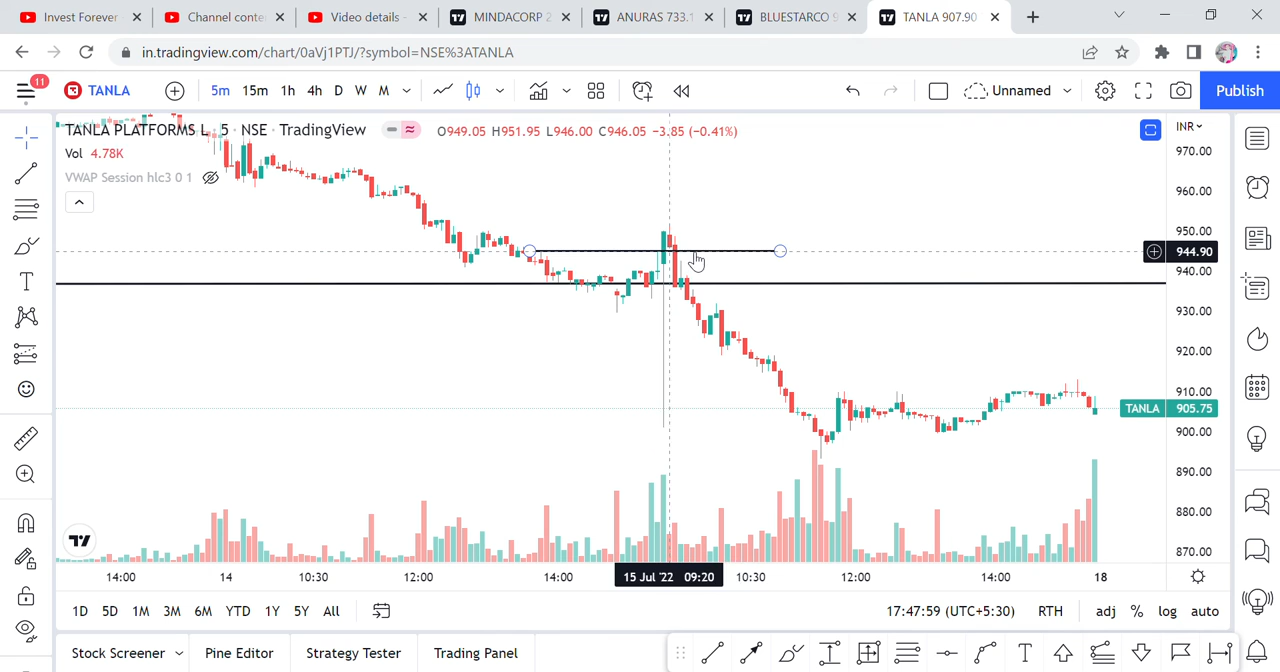 Invest Forever
Channel conte
Video details -
MINDACORP 2
ANURAS 733.1
BLUESTARCO 9
TANLA 907.90
in.tradingview.com/chart/0aVj1PTJ/?symbol=NSE%3ATANLA
11
TANLA
5m 15m 1h 4h D W M
Unnamed
Publish
TANLA PLATFORMS L. 5 · NSE · TradingView
O949.05 H951.95 L946.00 C946.05 −3.85 (−0.41%)
INR
Vol 4.78K
VWAP Session hlc3 0 1
970.00
960.00
950.00
944.90
940.00
930.00
920.00
910.00
TANLA 905.75
900.00
890.00
880.00
870.00
14:00 14 10:30 12:00 14:00 15 Jul '22 09:20 10:30 12:00 14:00 18
1D 5D 1M 3M 6M YTD 1Y 5Y All
17:47:59 (UTC+5:30) RTH adj % log auto
Stock Screener Pine Editor Strategy Tester Trading Panel